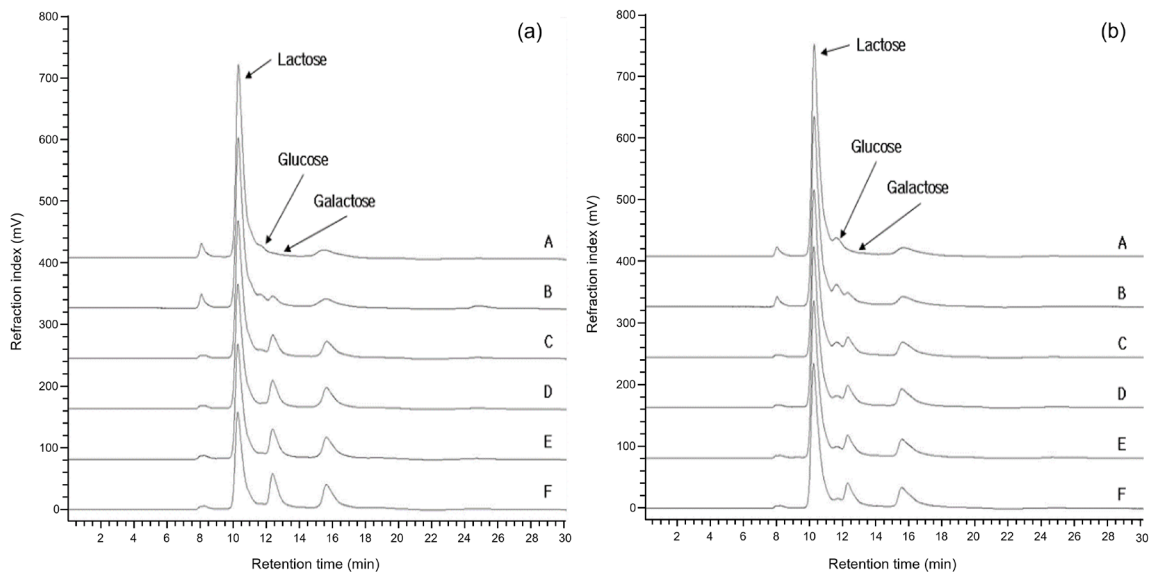 (a)
800
700
600
500
400
300
200
100
0
Refraction index (mV)
Lactose
Glucose
Galactose
A
B
C
D
E
F
2 4 6 8 10 12 14 16 18 20 22 24 26 28 30
Retention time (min)
(b)
800
700
600
500
400
300
200
100
0
Refraction index (mV)
Lactose
Glucose
Galactose
A
B
C
D
E
F
2 4 6 8 10 12 14 16 18 20 22 24 26 28 30
Retention time (min)